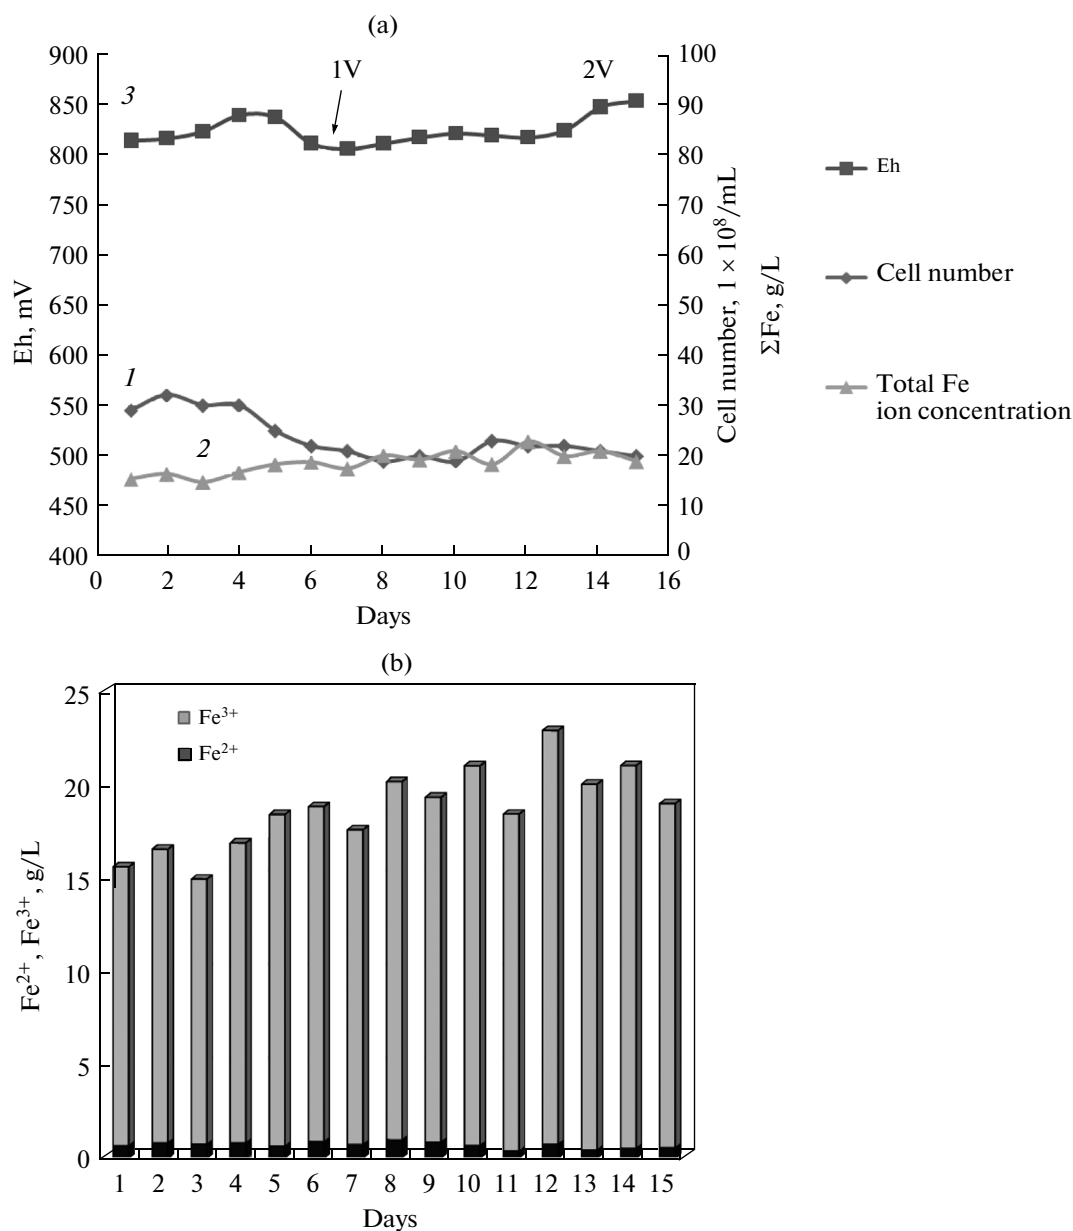 (a)
900
850
800
750
700
650
600
550
500
450
400
Eh, mV
3
1V
2V
1
2
100
90
80
70
60
50
40
30
20
10
0
Cell number, 1 × 10⁸/mL
ΣFe, g/L
0 2 4 6 8 10 12 14 16
Days
Eh
Cell number
Total Fe
ion concentration
(b)
25
20
15
10
5
0
Fe²⁺, Fe³⁺, g/L
Fe³⁺
Fe²⁺
1 2 3 4 5 6 7 8 9 10 11 12 13 14 15
Days